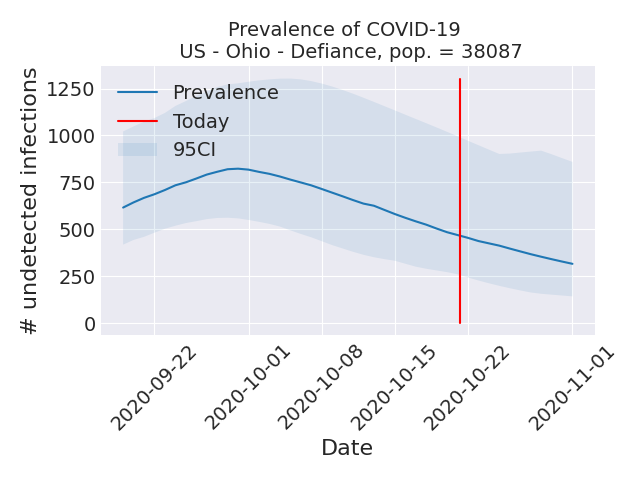 Prevalence of COVID-19
US - Ohio - Defiance, pop. = 38087
# undetected infections
1250
1000
750
500
250
0
Prevalence
Today
95CI
2020-09-22
2020-10-01
2020-10-08
2020-10-15
2020-10-22
2020-11-01
Date